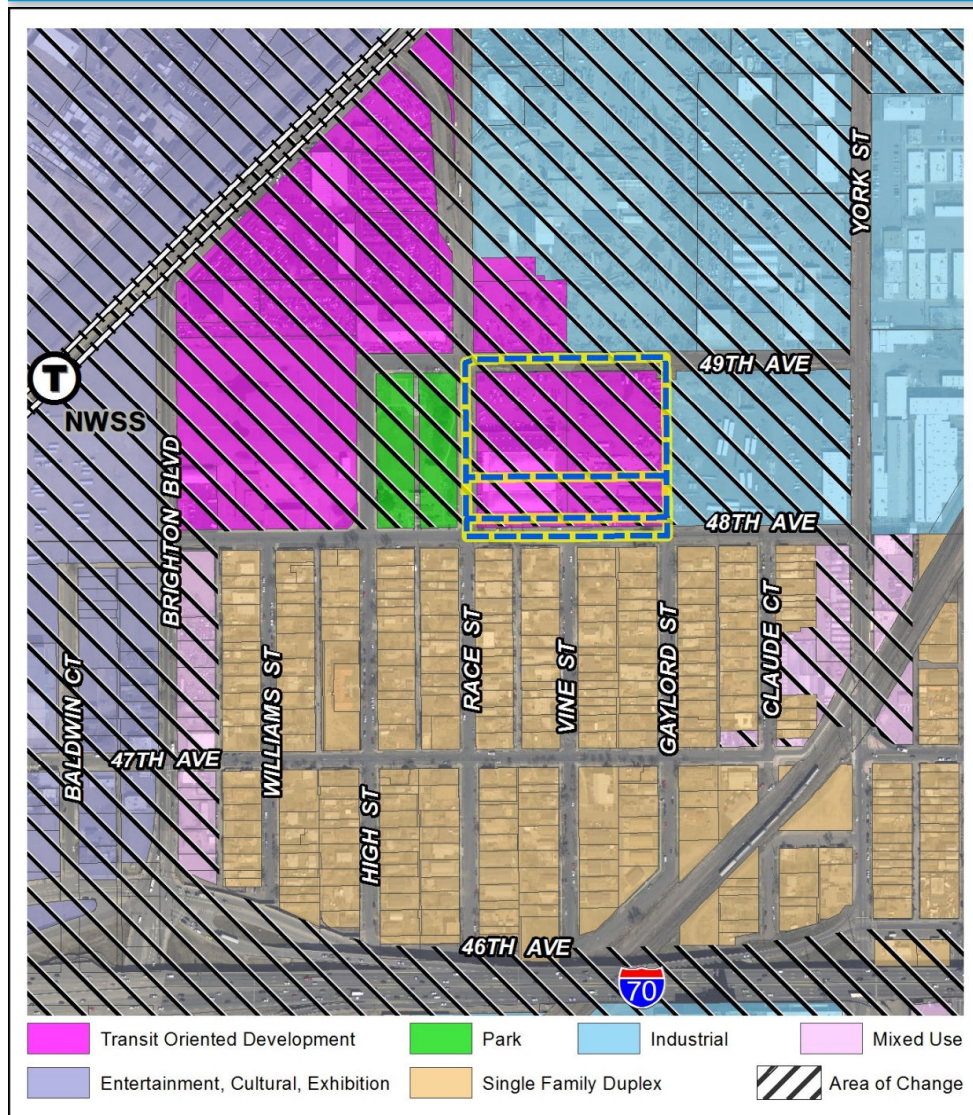 YORK ST
49TH AVE
T
NWSS
BRIGHTON BLVD
48TH AVE
BALDWIN CT
WILLIAMS ST
HIGH ST
RACE ST
VINE ST
GAYLORD ST
CLAUDE CT
47TH AVE
46TH AVE
70
Transit Oriented Development
Park
Industrial
Mixed Use
Entertainment, Cultural, Exhibition
Single Family Duplex
Area of Change